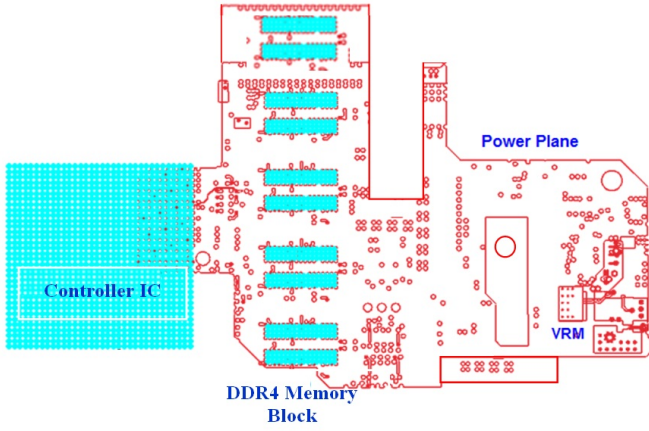 Power Plane
Controller IC
VRM
DDR4 Memory
Block